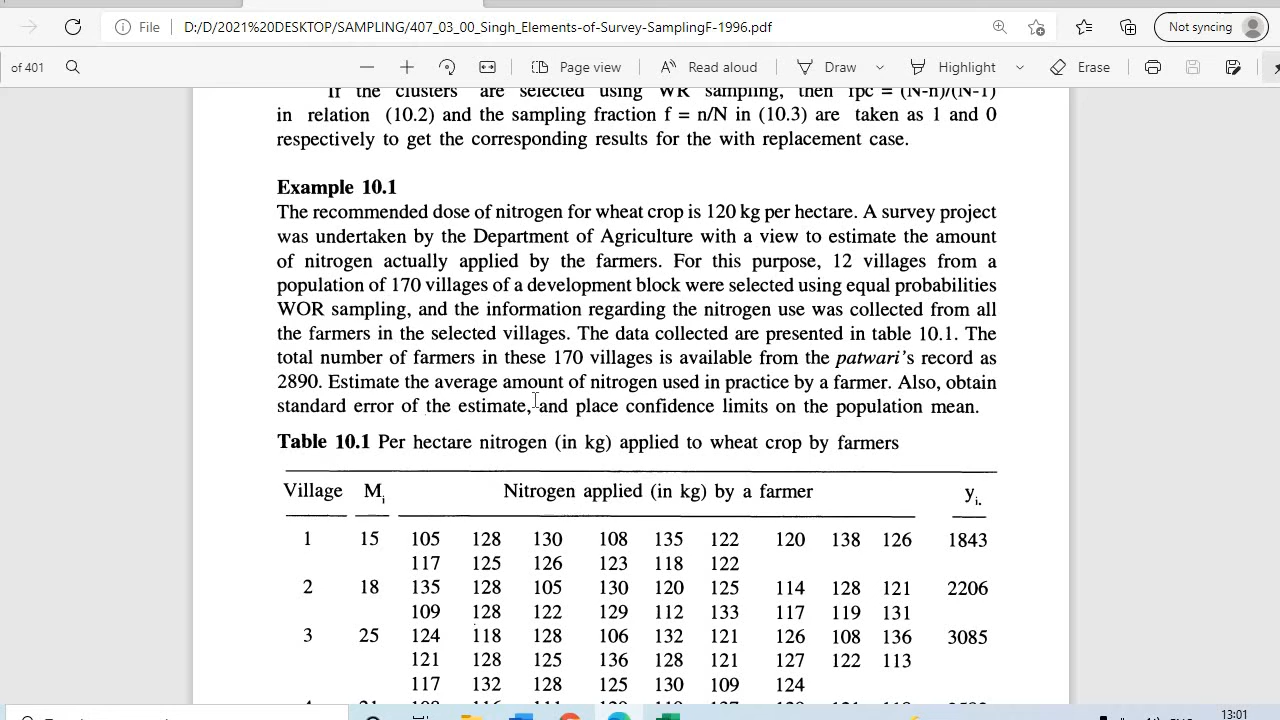 File D:/D/2021%20DESKTOP/SAMPLING/407_03_00_Singh_Elements-of-Survey-SamplingF-1996.pdf Not syncing
of 401 Page view Read aloud Draw Highlight Erase
If the clusters are selected using WR sampling, then fpc = (N-n)/(N-1)
in relation (10.2) and the sampling fraction f = n/N in (10.3) are taken as 1 and 0
respectively to get the corresponding results for the with replacement case.
Example 10.1
The recommended dose of nitrogen for wheat crop is 120 kg per hectare. A survey project
was undertaken by the Department of Agriculture with a view to estimate the amount
of nitrogen actually applied by the farmers. For this purpose, 12 villages from a
population of 170 villages of a development block were selected using equal probabilities
WOR sampling, and the information regarding the nitrogen use was collected from all
the farmers in the selected villages. The data collected are presented in table 10.1. The
total number of farmers in these 170 villages is available from the patwari's record as
2890. Estimate the average amount of nitrogen used in practice by a farmer. Also, obtain
standard error of the estimate, and place confidence limits on the population mean.
Table 10.1 Per hectare nitrogen (in kg) applied to wheat crop by farmers
Village Mi Nitrogen applied (in kg) by a farmer yi.
1 15 105 128 130 108 135 122 120 138 126 1843
117 125 126 123 118 122
2 18 135 128 105 130 120 125 114 128 121 2206
109 128 122 129 112 133 117 119 131
3 25 124 118 128 106 132 121 126 108 136 3085
121 128 125 136 128 121 127 122 113
117 132 128 125 130 109 124
13:01